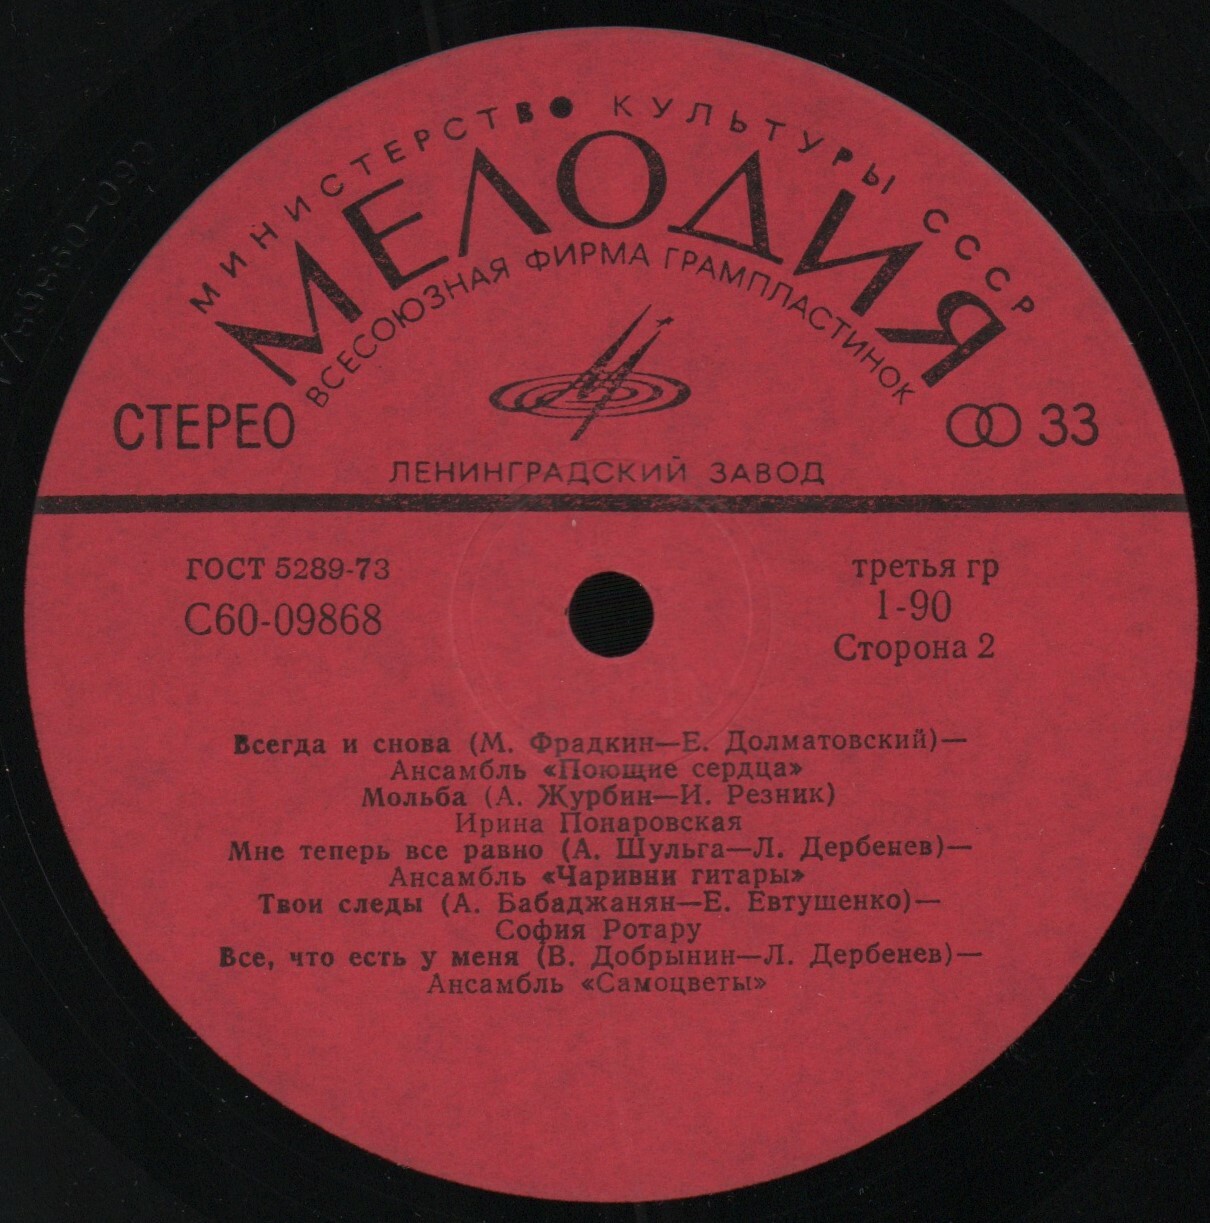 МИНИСТЕРСТВО КУЛЬТУРЫ СССР
МЕЛОДИЯ
ВСЕСОЮЗНАЯ ФИРМА ГРАМПЛАСТИНОК
СТЕРЕО
33
ЛЕНИНГРАДСКИЙ ЗАВОД
ГОСТ 5289-73
С60-09868
третья гр
1-90
Сторона 2
Всегда и снова (М. Фрадкин—Е. Долматовский)—
Ансамбль «Поющие сердца»
Мольба (А. Журбин—И. Резник)
Ирина Понаровская
Мне теперь все равно (А. Шульга—Л. Дербенев)—
Ансамбль «Чаривни гитары»
Твои следы (А. Бабаджанян—Е. Евтушенко)—
София Ротару
Все, что есть у меня (В. Добрынин—Л. Дербенев)—
Ансамбль «Самоцветы»